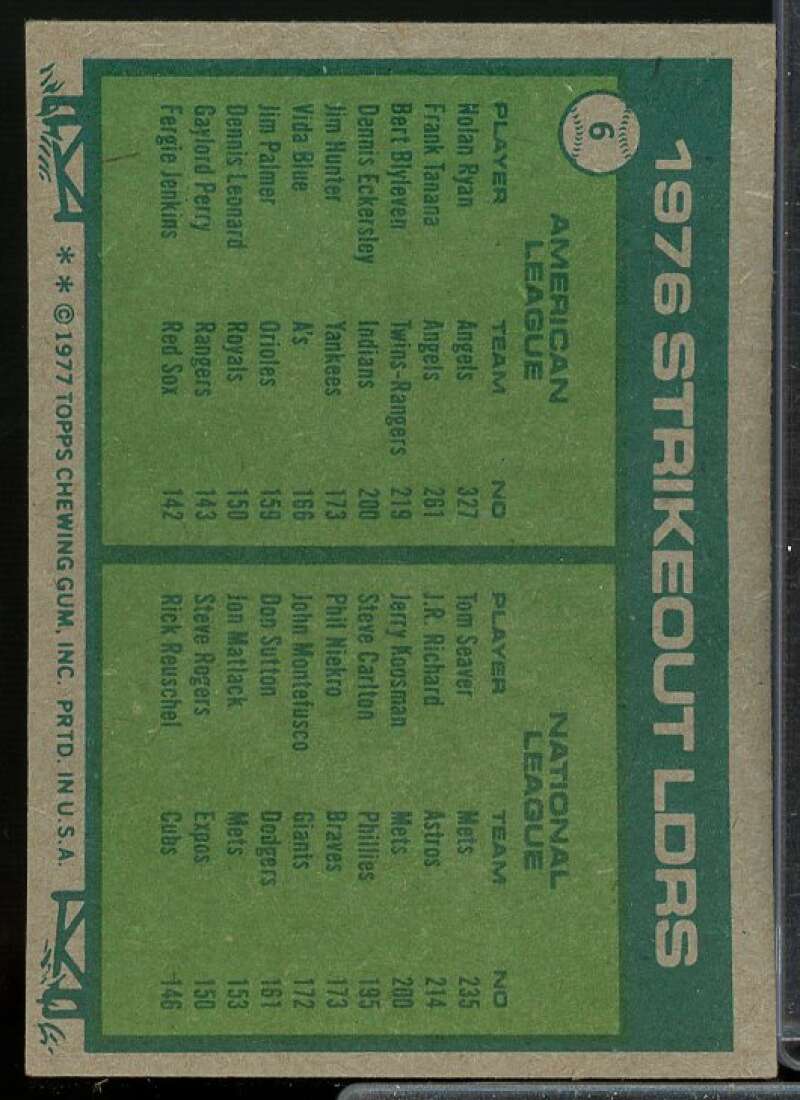 6
1976 STRIKEOUT LDRS
AMERICAN
LEAGUE
PLAYER TEAM NO
Nolan Ryan Angels 327
Frank Tanana Angels 261
Bert Blyleven Twins-Rangers 219
Dennis Eckersley Indians 200
Jim Hunter Yankees 173
Vida Blue A's 166
Jim Palmer Orioles 159
Dennis Leonard Royals 150
Gaylord Perry Rangers 143
Fergie Jenkins Red Sox 142
NATIONAL
LEAGUE
PLAYER TEAM NO
Tom Seaver Mets 235
J.R. Richard Astros 214
Jerry Koosman Mets 200
Steve Carlton Phillies 195
Phil Niekro Braves 173
John Montefusco Giants 172
Don Sutton Dodgers 161
Jon Matlack Mets 153
Steve Rogers Expos 150
Rick Reuschel Cubs 146
* * © 1977 TOPPS CHEWING GUM, INC. PRTD. IN U.S.A.